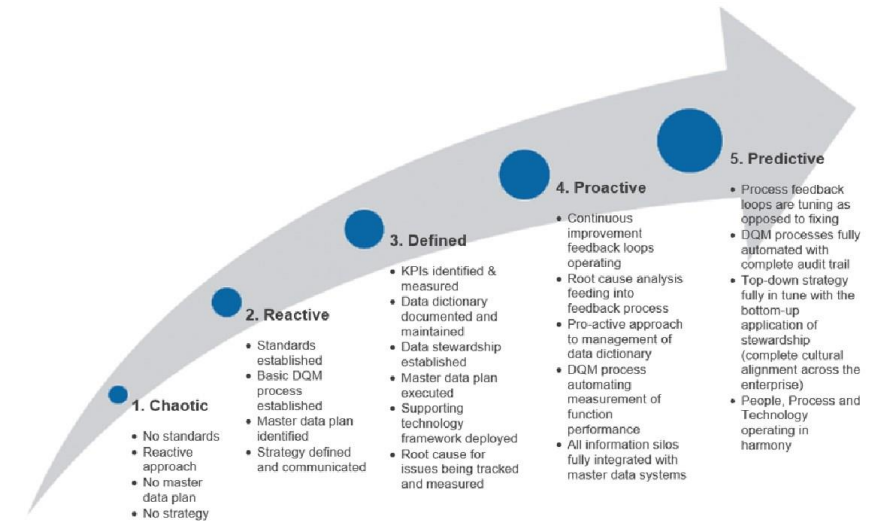 1. Chaotic
• No standards
• Reactive
approach
• No master
data plan
• No strategy
2. Reactive
• Standards
established
• Basic DQM
process
established
• Master data plan
identified
• Strategy defined
and communicated
3. Defined
• KPIs identified &
measured
• Data dictionary
documented and
maintained
• Data stewardship
established
• Master data plan
executed
• Supporting
technology
framework deployed
• Root cause for
issues being tracked
and measured
4. Proactive
• Continuous
improvement
feedback loops
operating
• Root cause analysis
feeding into
feedback process
• Pro-active approach
to management of
data dictionary
• DQM process
automating
measurement of
function
performance
• All information silos
fully integrated with
master data systems
5. Predictive
• Process feedback
loops are tuning as
opposed to fixing
• DQM processes fully
automated with
complete audit trail
• Top-down strategy
fully in tune with the
bottom-up
application of
stewardship
(complete cultural
alignment across the
enterprise)
• People, Process and
Technology
operating in
harmony